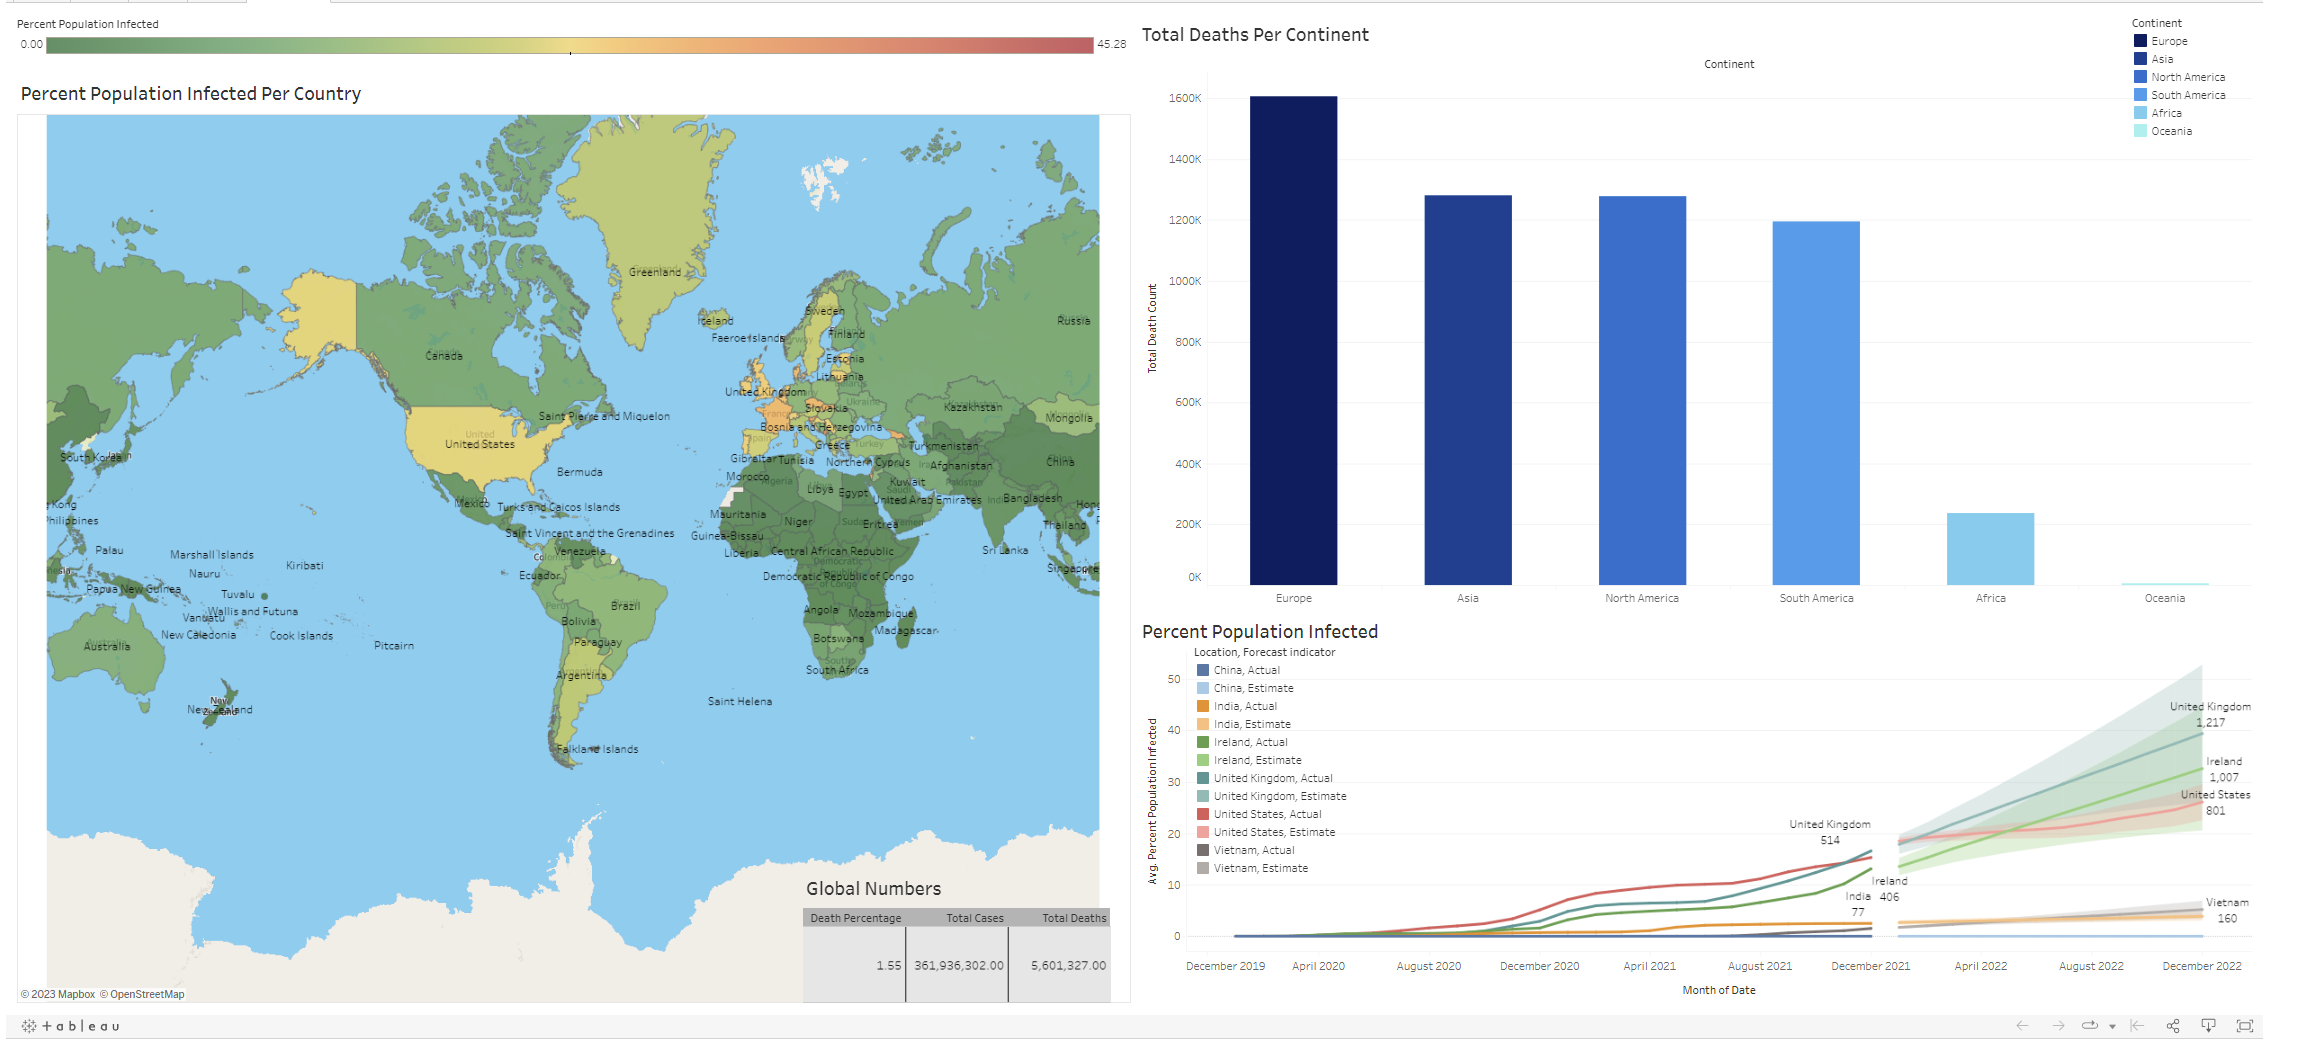 Percent Population Infected
0.00
45.28
Percent Population Infected Per Country
Greenland
Iceland
Sweden
Faeroe Islands
Finland
Russia
Canada
Estonia
Lithuania
United Kingdom
Slovakia
Ukraine
Kazakhstan
Mongolia
Saint Pierre and Miquelon
Bosnia and Herzegovina
United
United States
Spain
Greece
Turkey
Turkmenistan
South Korea
Gibraltar
Tunisia
Northern Cyprus
Afghanistan
China
Bermuda
Morocco
Algeria
Libya
Egypt
Kuwait
Saudi
Pakistan
Mexico
Turks and Caicos Islands
United Arab Emirates
Bangladesh
Kong
Hong
Philippines
Mauritania
Niger
Eritrea
Yemen
Thailand
Saint Vincent and the Grenadines
Guinea-Bissau
Palau
Marshall Islands
Venezuela
Liberia
Central African Republic
Sri Lanka
Kiribati
Nauru
Ecuador
Democratic Republic of Congo
Singapore
Papua New Guinea
Tuvalu
Wallis and Futuna
Peru
Brazil
Angola
Mozambique
Vanuatu
Bolivia
New Caledonia
Cook Islands
Pitcairn
Paraguay
Botswana
Madagascar
Australia
Argentina
South Africa
New
New Zealand
Saint Helena
Falkland Islands
Global Numbers
Death Percentage Total Cases Total Deaths
1.55 361,936,302.00 5,601,327.00
© 2023 Mapbox © OpenStreetMap
Total Deaths Per Continent
Continent
Continent
Europe
Asia
North America
South America
Africa
Oceania
Total Death Count
1600K
1400K
1200K
1000K
800K
600K
400K
200K
0K
Europe Asia North America South America Africa Oceania
Percent Population Infected
Location, Forecast indicator
China, Actual
China, Estimate
India, Actual
India, Estimate
Ireland, Actual
Ireland, Estimate
United Kingdom, Actual
United Kingdom, Estimate
United States, Actual
United States, Estimate
Vietnam, Actual
Vietnam, Estimate
Avg. Percent Population Infected
50
40
30
20
10
0
United Kingdom
1,217
Ireland
1,007
United States
801
United Kingdom
514
Ireland
406
India
77
Vietnam
160
December 2019 April 2020 August 2020 December 2020 April 2021 August 2021 December 2021 April 2022 August 2022 December 2022
Month of Date
+ableau